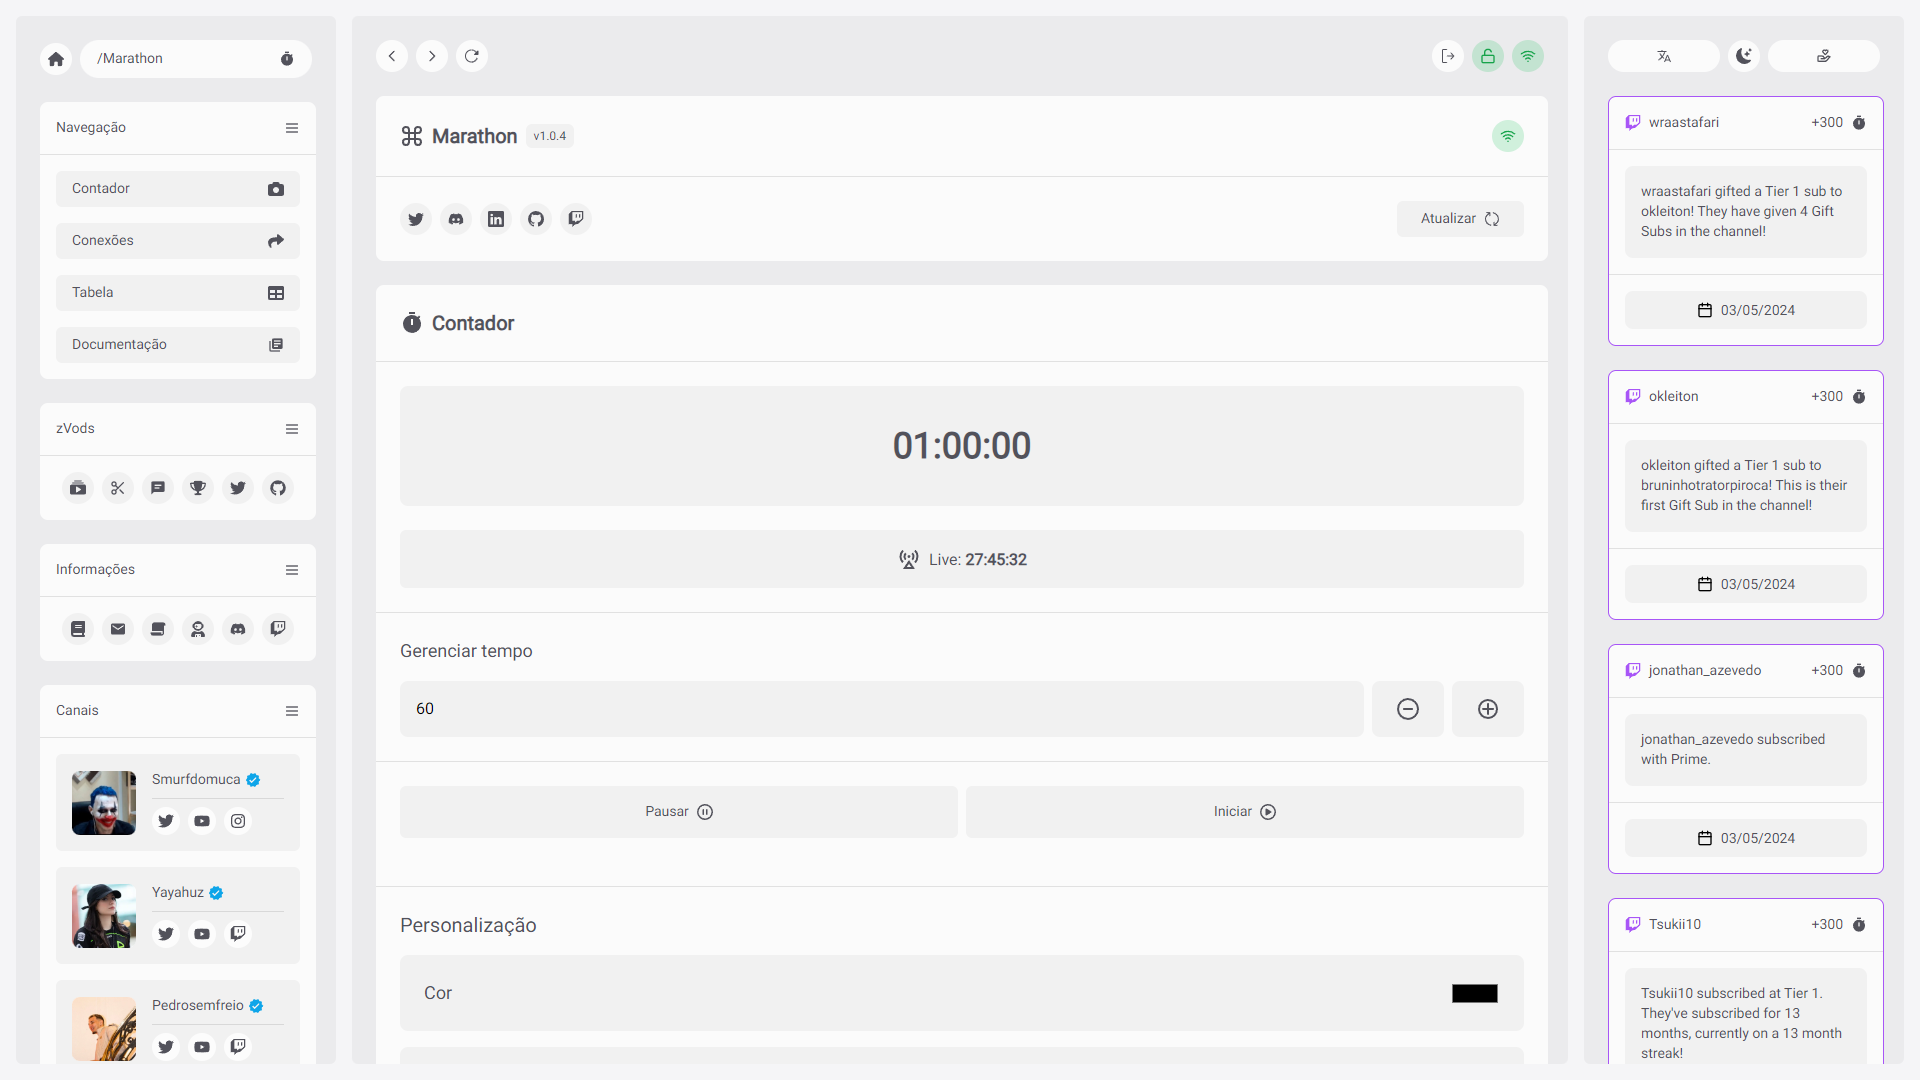 /Marathon
Navegação
Contador
Conexões
Tabela
Documentação
zVods
Informações
Canais
Smurfdomuca
Yayahuz
Pedrosemfreio
Marathon v1.0.4
Atualizar
Contador
01:00:00
Live: 27:45:32
Gerenciar tempo
60
Pausar
Iniciar
Personalização
Cor
wraastafari +300
wraastafari gifted a Tier 1 sub to
okleiton! They have given 4 Gift
Subs in the channel!
03/05/2024
okleiton +300
okleiton gifted a Tier 1 sub to
bruninhotratorpiroca! This is their
first Gift Sub in the channel!
03/05/2024
jonathan_azevedo +300
jonathan_azevedo subscribed
with Prime.
03/05/2024
Tsukii10 +300
Tsukii10 subscribed at Tier 1.
They've subscribed for 13
months, currently on a 13 month
streak!